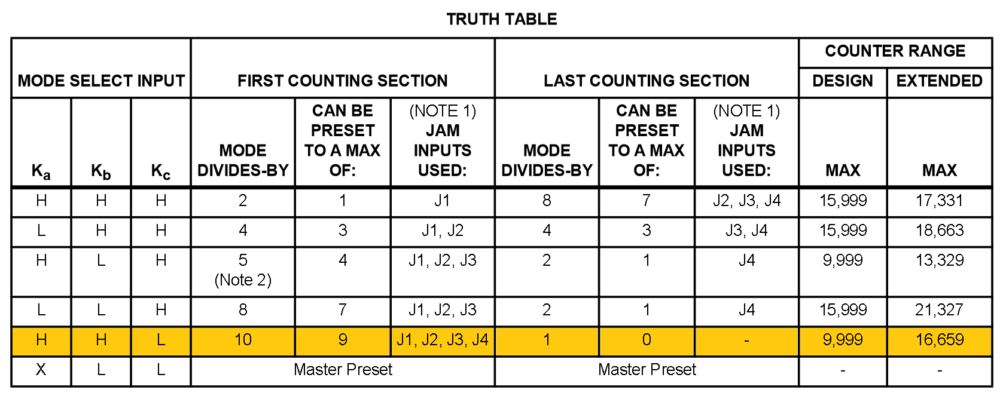 TRUTH TABLE
MODE SELECT INPUT FIRST COUNTING SECTION LAST COUNTING SECTION COUNTER RANGE
DESIGN EXTENDED
Ka Kb Kc MODE DIVIDES-BY CAN BE PRESET TO A MAX OF: (NOTE 1) JAM INPUTS USED: MODE DIVIDES-BY CAN BE PRESET TO A MAX OF: (NOTE 1) JAM INPUTS USED: MAX MAX
H H H 2 1 J1 8 7 J2, J3, J4 15,999 17,331
L H H 4 3 J1, J2 4 3 J3, J4 15,999 18,663
H L H 5 4 J1, J2, J3 2 1 J4 9,999 13,329
(Note 2)
L L H 8 7 J1, J2, J3 2 1 J4 15,999 21,327
H H L 10 9 J1, J2, J3, J4 1 0 - 9,999 16,659
X L L Master Preset Master Preset - -